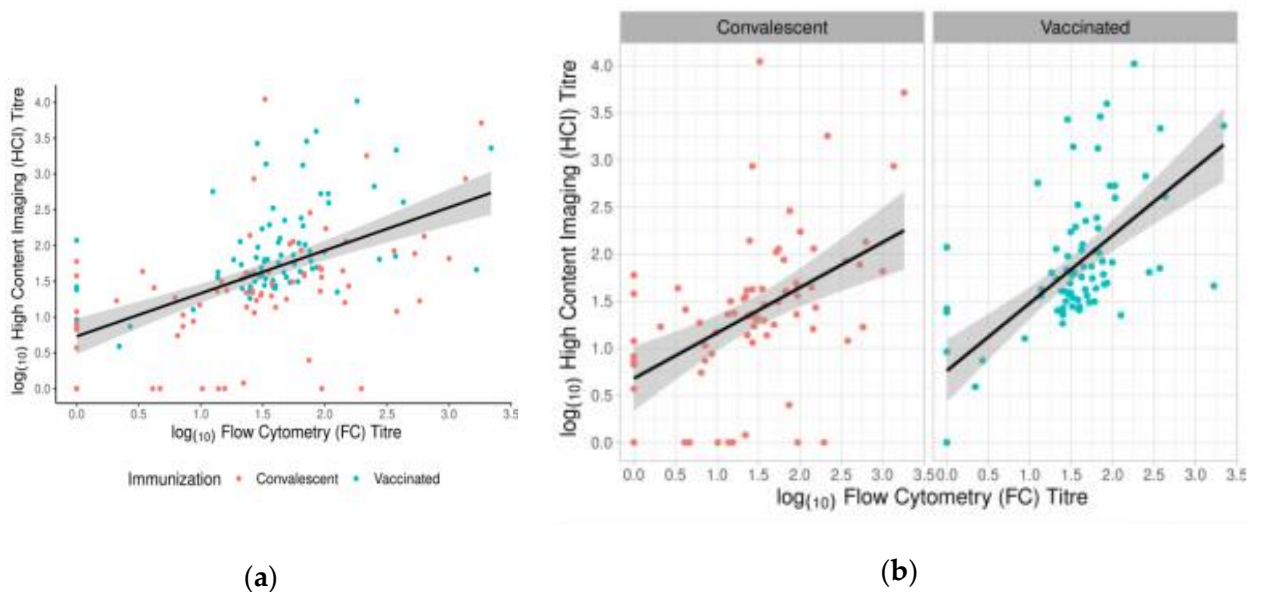 log(10) High Content Imaging (HCI) Titre
4.0
3.5
3.0
2.5
2.0
1.5
1.0
0.5
0.0
0.0 0.5 1.0 1.5 2.0 2.5 3.0 3.5
log(10) Flow Cytometry (FC) Titre
Immunization Convalescent Vaccinated
(a)
Convalescent Vaccinated
log(10) High Content Imaging (HCI) Titre
4.0
3.5
3.0
2.5
2.0
1.5
1.0
0.5
0.0
0.0 0.5 1.0 1.5 2.0 2.5 3.0 0.0 0.5 1.0 1.5 2.0 2.5 3.0 3.5
log(10) Flow Cytometry (FC) Titre
(b)